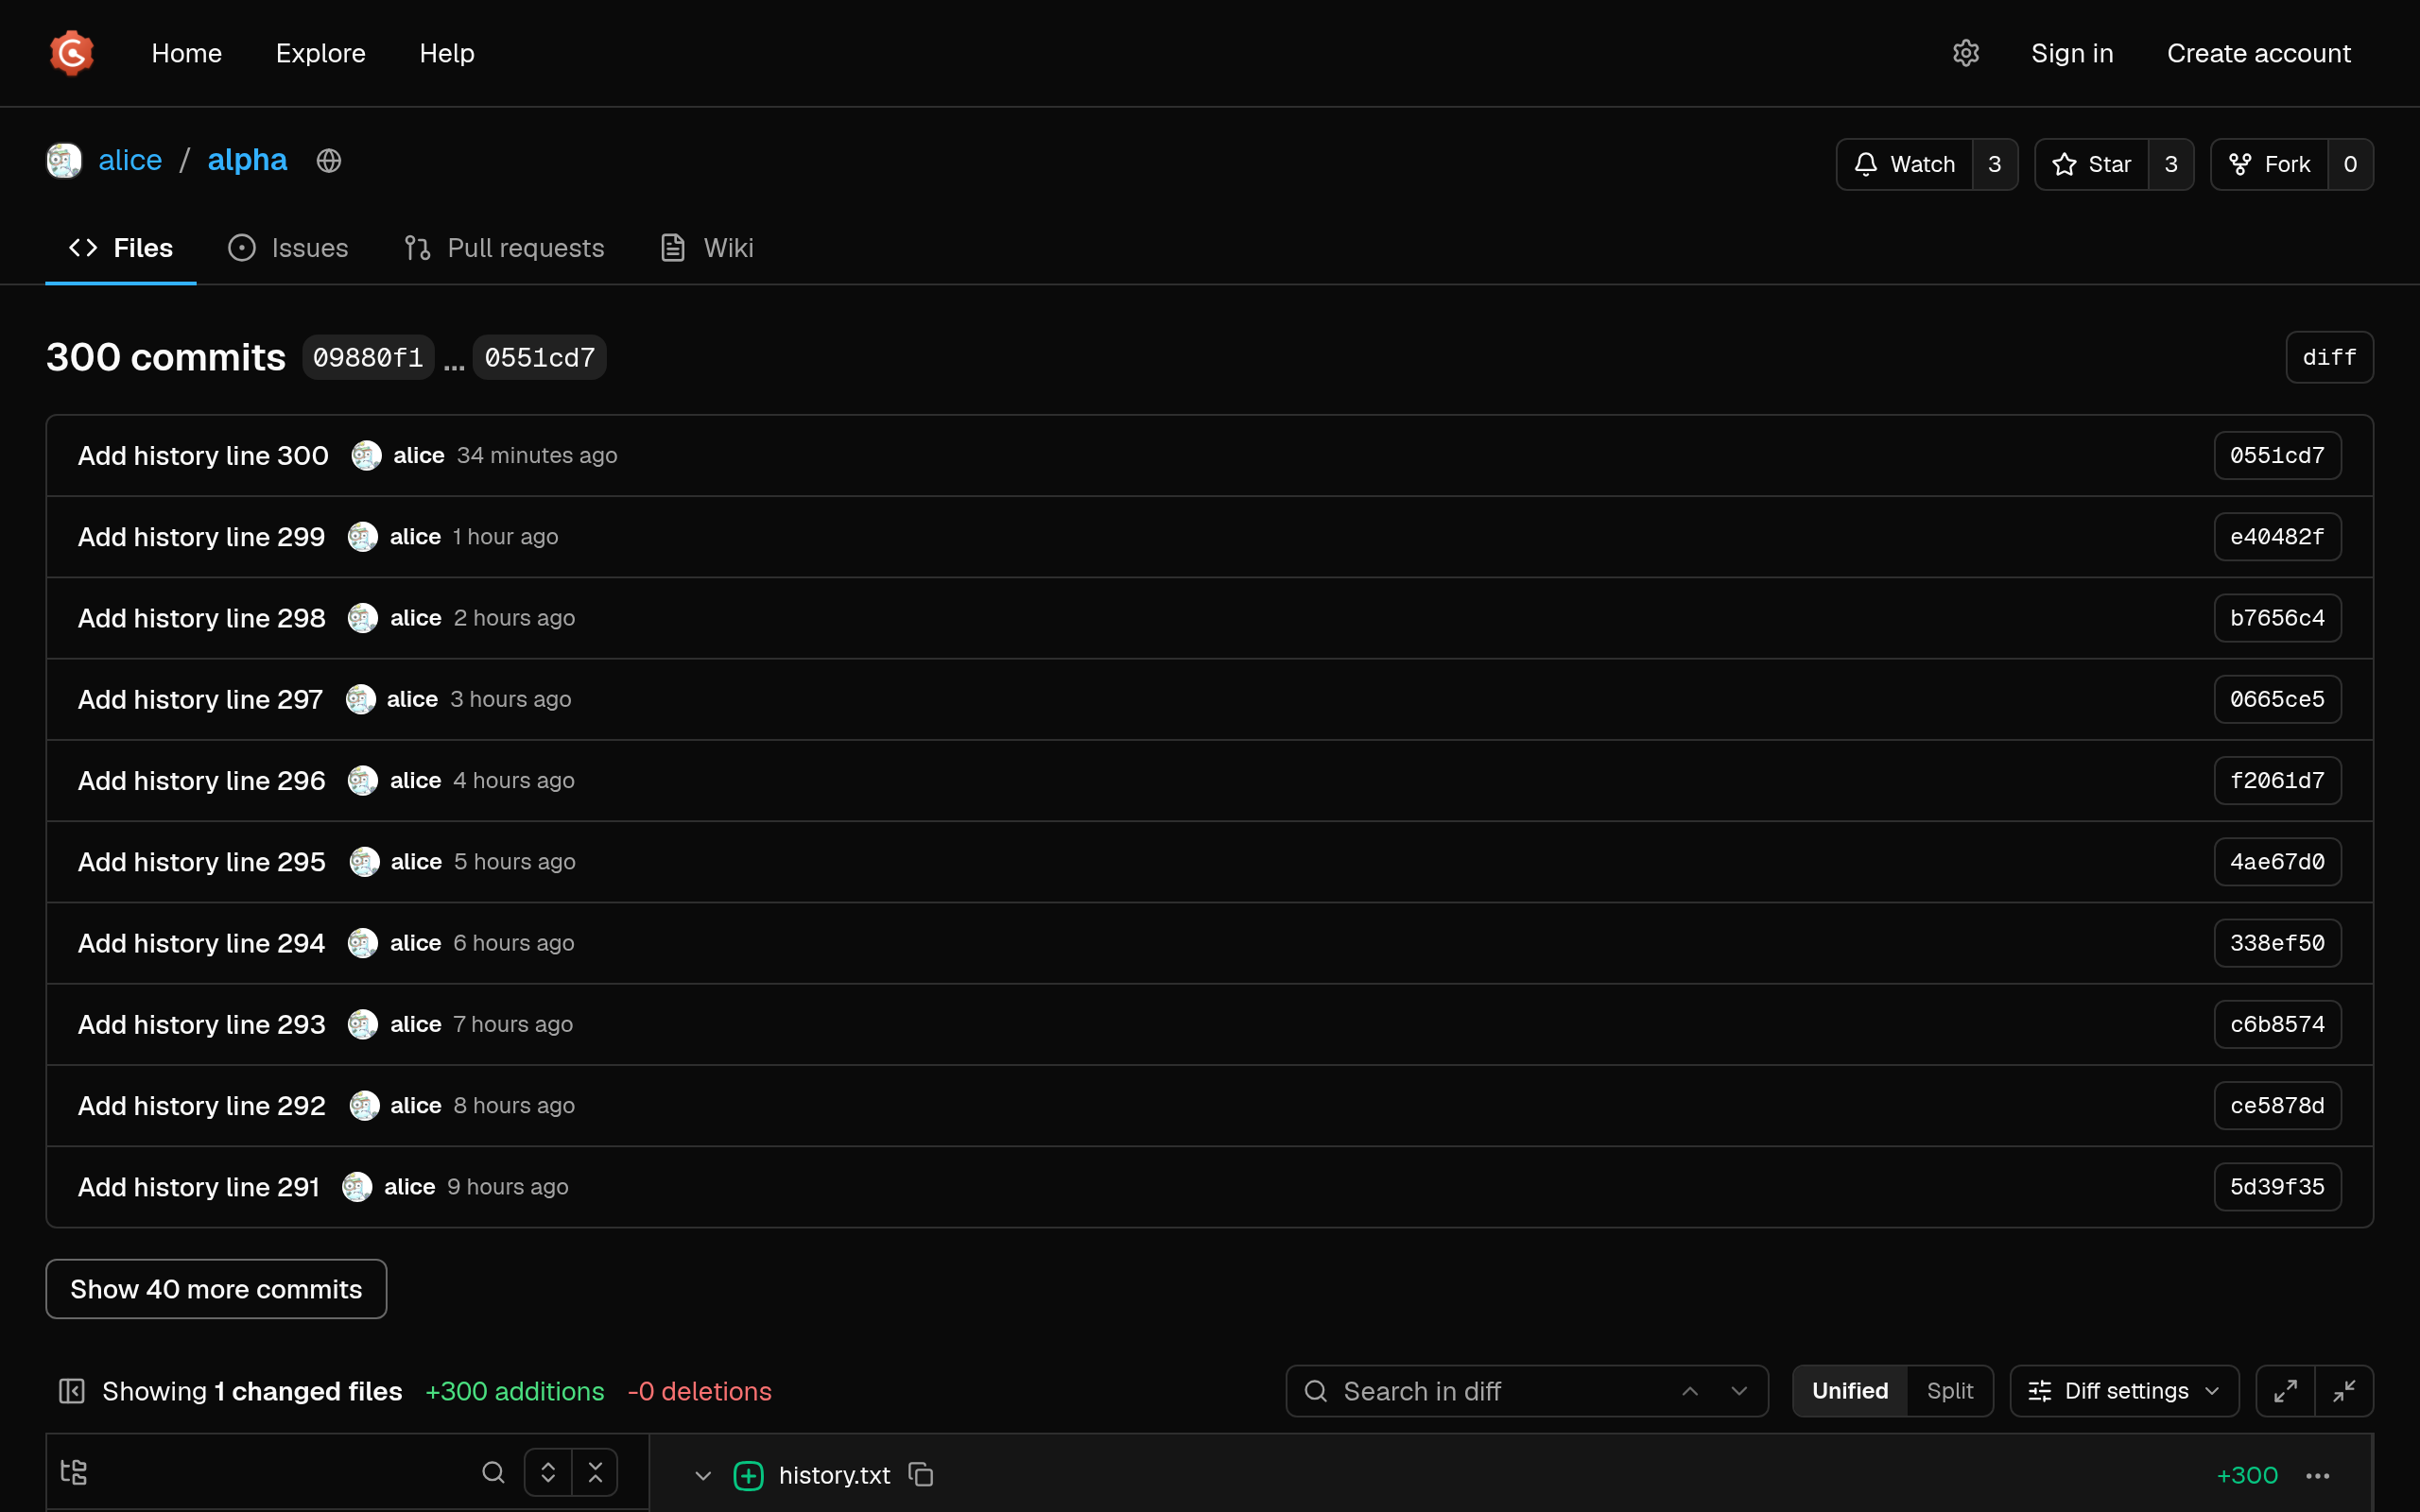 Home Explore Help Sign in Create account
alice / alpha Watch 3 Star 3 Fork 0
Files Issues Pull requests Wiki
300 commits 09880f1 ... 0551cd7 diff
Add history line 300 alice 34 minutes ago 0551cd7
Add history line 299 alice 1 hour ago e40482f
Add history line 298 alice 2 hours ago b7656c4
Add history line 297 alice 3 hours ago 0665ce5
Add history line 296 alice 4 hours ago f2061d7
Add history line 295 alice 5 hours ago 4ae67d0
Add history line 294 alice 6 hours ago 338ef50
Add history line 293 alice 7 hours ago c6b8574
Add history line 292 alice 8 hours ago ce5878d
Add history line 291 alice 9 hours ago 5d39f35
Show 40 more commits
Showing 1 changed files +300 additions -0 deletions Search in diff Unified Split Diff settings
history.txt +300